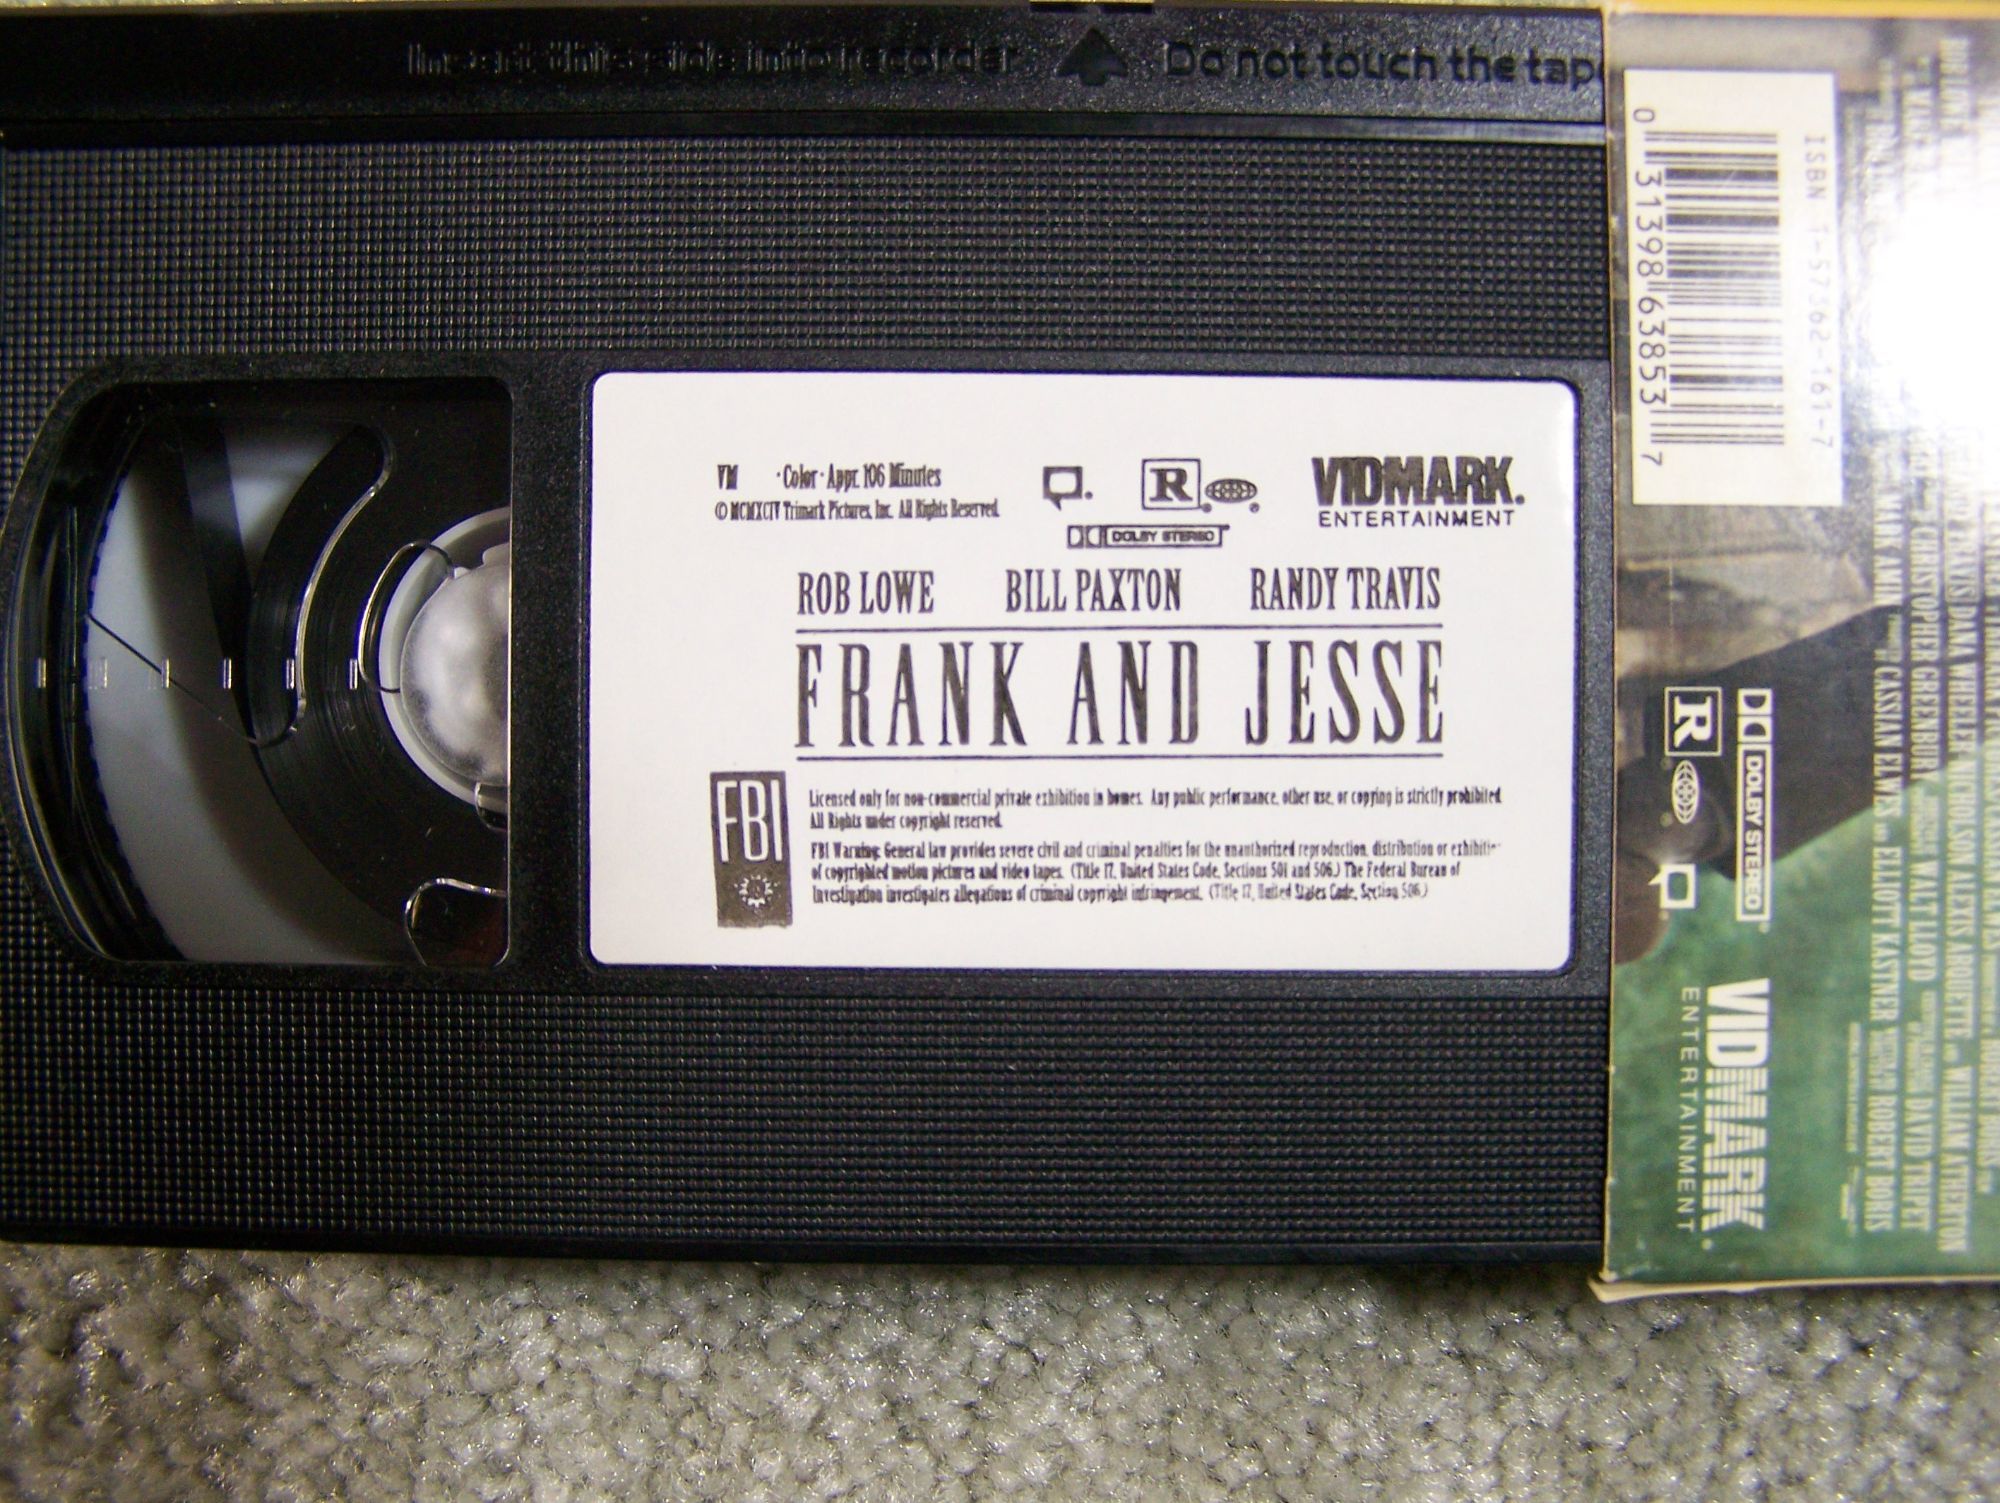 Insert this side into recorder Do not touch the tape
VM · Color · Appr. 106 Minutes
© MCMXCIV Trimark Pictures, Inc. All Rights Reserved.
R
DOLBY STEREO
VIDMARK.
ENTERTAINMENT
ROB LOWE BILL PAXTON RANDY TRAVIS
FRANK AND JESSE
FBI
Licensed only for non-commercial private exhibition in homes. Any public performance, other use, or copying is strictly prohibited.
All Rights under copyright reserved.
FBI Warning: General law provides severe civil and criminal penalties for the unauthorized reproduction, distribution or exhibiti
of copyrighted motion pictures and video tapes. (Title 17, United States Code, Sections 501 and 506.) The Federal Bureau of
Investigation investigates allegations of criminal copyright infringement. (Title 17, United States Code, Section 506.)
ISBN 1-57362-161-7
0 31398 63853 7
TRAVIS DANA WHEELER NICHOLSON ALEXIS ARQUETTE WILLIAM ATHERTON
CHRISTOPHER GREENBURY WALT LLOYD DAVID TRIPET
MARK AMIN CASSIAN ELWES ELLIOTT KASTNER ROBERT BORIS
DOLBY STEREO
R
VIDMARK.
ENTERTAINMENT